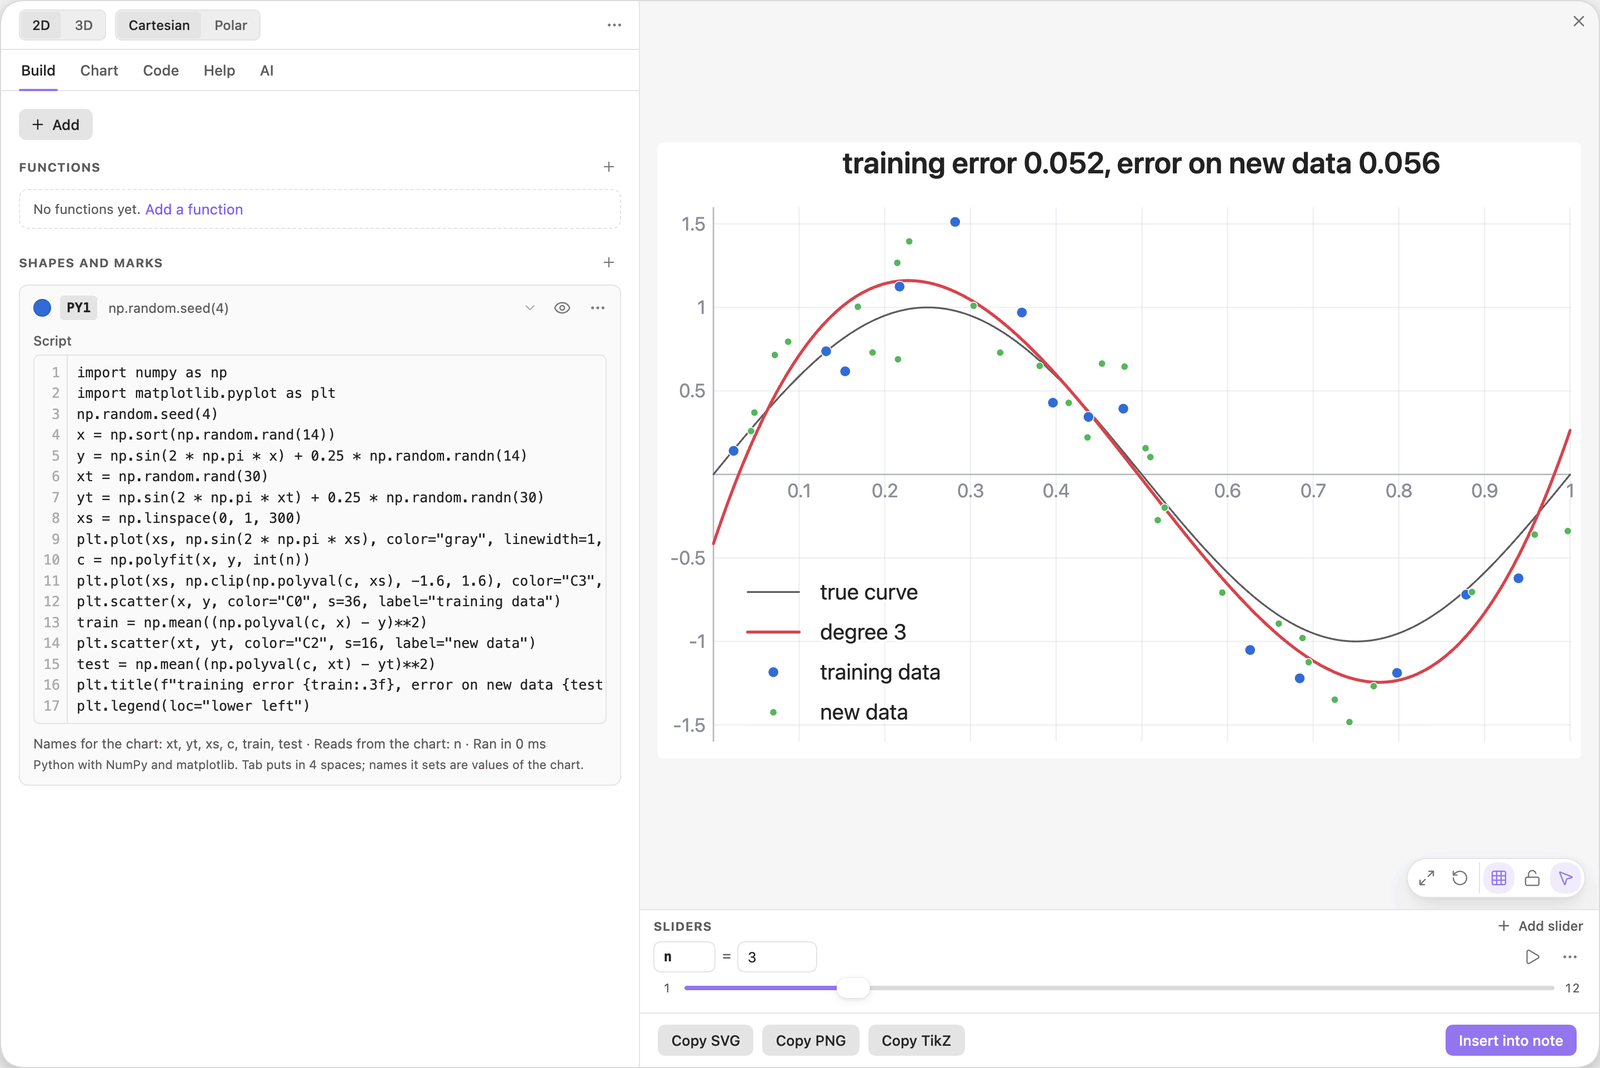 2D 3D Cartesian Polar
Build Chart Code Help AI
+ Add
FUNCTIONS
No functions yet. Add a function
SHAPES AND MARKS
PY1 np.random.seed(4)
Script
1 import numpy as np
2 import matplotlib.pyplot as plt
3 np.random.seed(4)
4 x = np.sort(np.random.rand(14))
5 y = np.sin(2 * np.pi * x) + 0.25 * np.random.randn(14)
6 xt = np.random.rand(30)
7 yt = np.sin(2 * np.pi * xt) + 0.25 * np.random.randn(30)
8 xs = np.linspace(0, 1, 300)
9 plt.plot(xs, np.sin(2 * np.pi * xs), color="gray", linewidth=1,
10 c = np.polyfit(x, y, int(n))
11 plt.plot(xs, np.clip(np.polyval(c, xs), -1.6, 1.6), color="C3",
12 plt.scatter(x, y, color="C0", s=36, label="training data")
13 train = np.mean((np.polyval(c, x) - y)**2)
14 plt.scatter(xt, yt, color="C2", s=16, label="new data")
15 test = np.mean((np.polyval(c, xt) - yt)**2)
16 plt.title(f"training error {train:.3f}, error on new data {test
17 plt.legend(loc="lower left")
Names for the chart: xt, yt, xs, c, train, test · Reads from the chart: n · Ran in 0 ms
Python with NumPy and matplotlib. Tab puts in 4 spaces; names it sets are values of the chart.
training error 0.052, error on new data 0.056
1.5
1
0.5
0.1 0.2 0.3 0.4 0.6 0.7 0.8 0.9 1
-0.5
-1
-1.5
true curve
degree 3
training data
new data
SLIDERS + Add slider
n = 3
1 12
Copy SVG Copy PNG Copy TikZ Insert into note